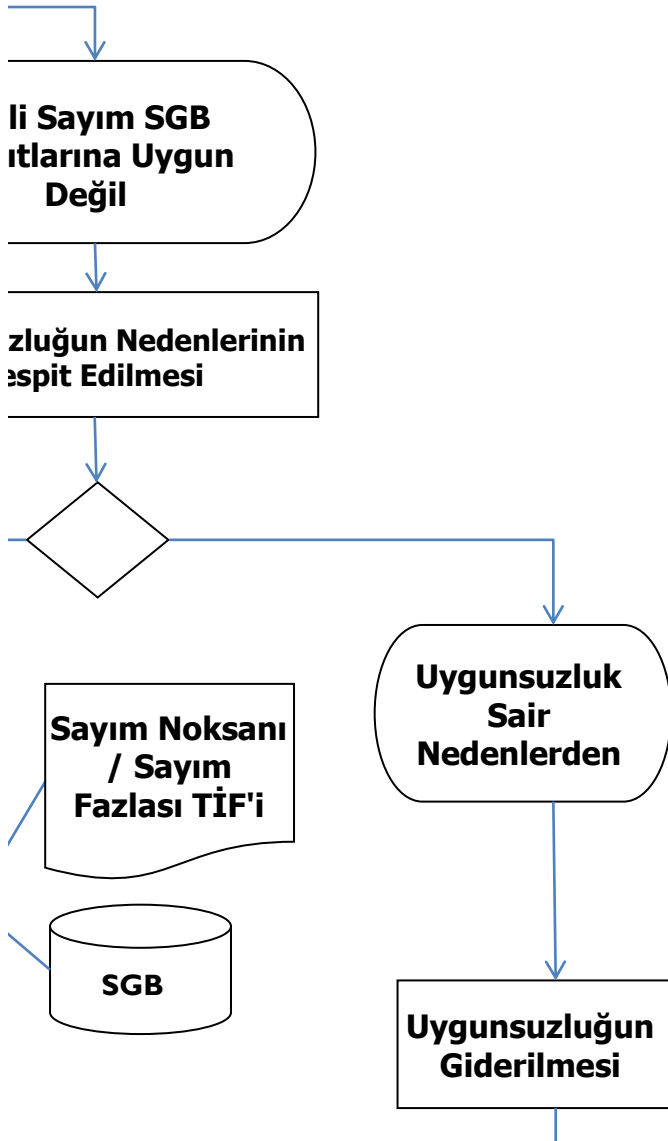 li Sayım SGB
ıtlarına Uygun
Değil
zluğun Nedenlerinin
espit Edilmesi
Uygunsuzluk
Sair
Nedenlerden
Sayım Noksanı
/ Sayım
Fazlası TİF'i
SGB
Uygunsuzluğun
Giderilmesi